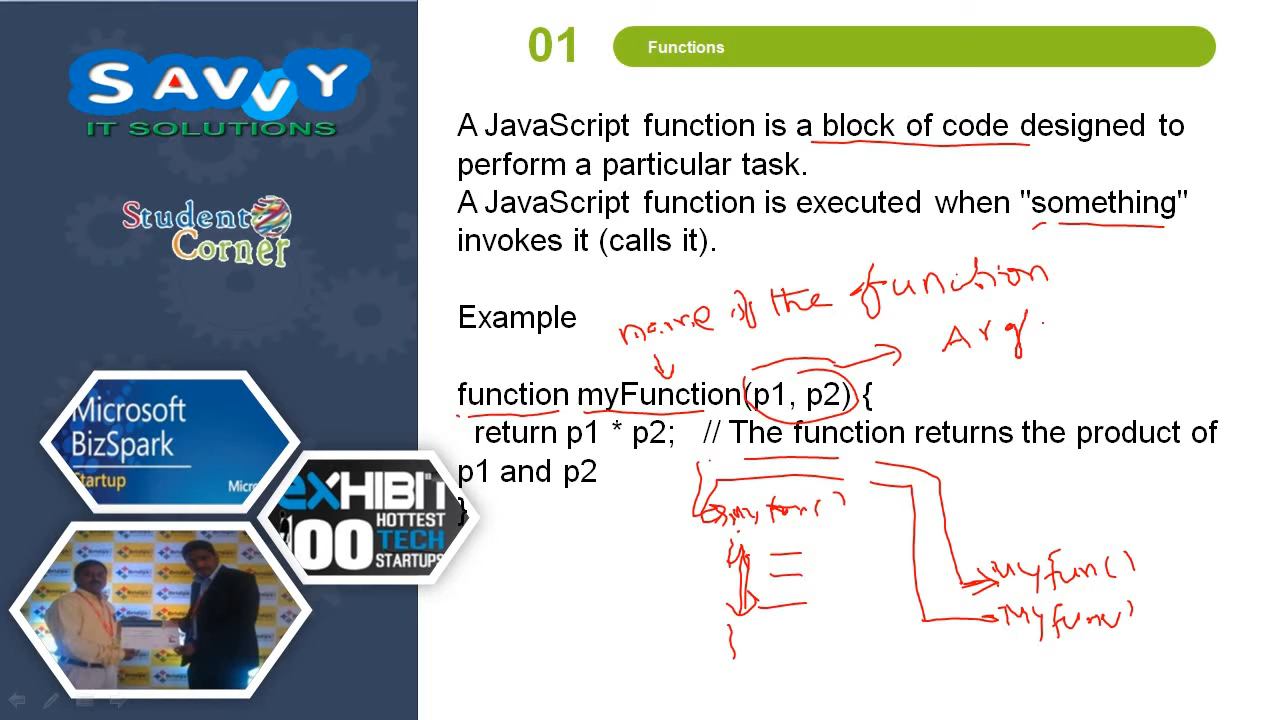 SAVVY
IT SOLUTIONS
Student
Corner
Microsoft
BizSpark
Startup
Micro
EXHIBIT
100 HOTTEST
TECH
STARTUPS
01
Functions
A JavaScript function is a block of code designed to
perform a particular task.
A JavaScript function is executed when "something"
invokes it (calls it).
Example
name of the function
Arg
function myFunction(p1, p2) {
return p1 * p2; // The function returns the product of
p1 and p2
}
my fun()
{
}
myfun()
Myfun()